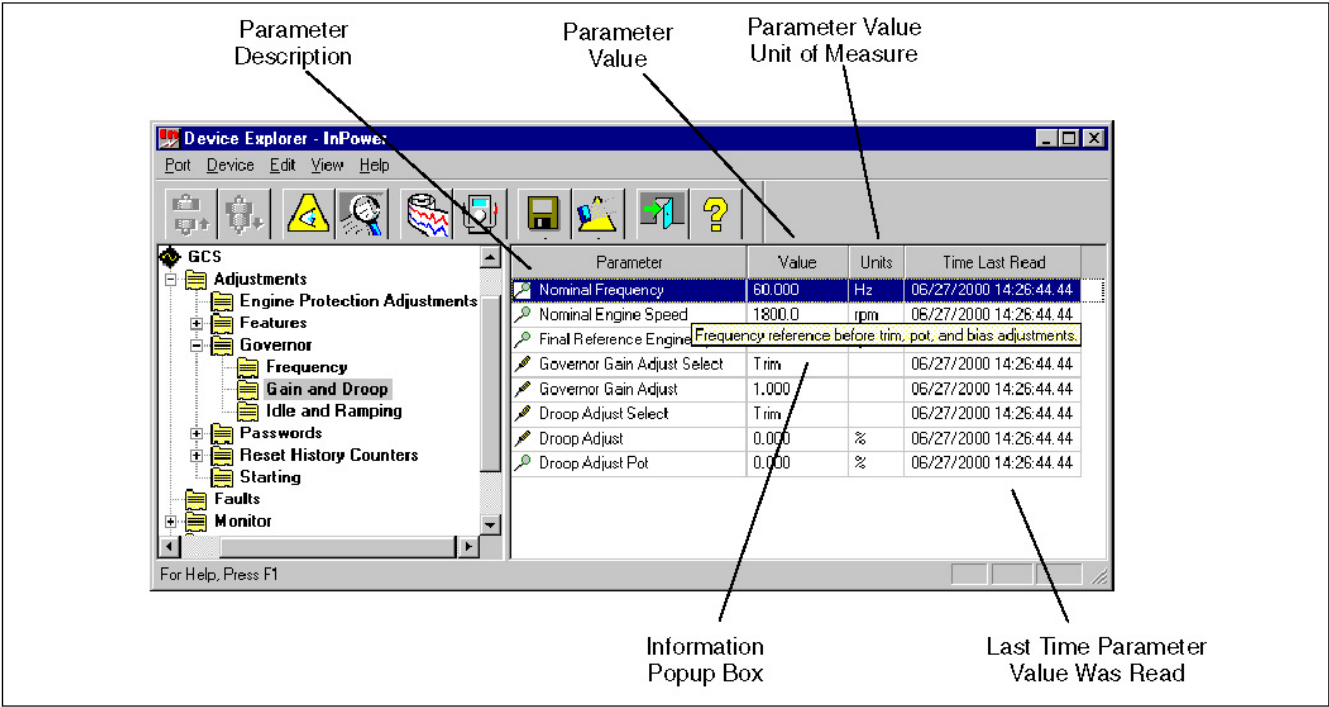 Parameter
Description
Parameter
Value
Parameter Value
Unit of Measure
Device Explorer - InPower
Port Device Edit View Help
GCS
Adjustments
Engine Protection Adjustments
Features
Governor
Frequency
Gain and Droop
Idle and Ramping
Passwords
Reset History Counters
Starting
Faults
Monitor
Parameter Value Units Time Last Read
Nominal Frequency 60.000 Hz 06/27/2000 14:26:44.44
Nominal Engine Speed 1800.0 rpm 06/27/2000 14:26:44.44
Final Reference Engine
Frequency reference before trim, pot, and bias adjustments.
Governor Gain Adjust Select Trim 06/27/2000 14:26:44.44
Governor Gain Adjust 1.000 06/27/2000 14:26:44.44
Droop Adjust Select Trim 06/27/2000 14:26:44.44
Droop Adjust 0.000 % 06/27/2000 14:26:44.44
Droop Adjust Pot 0.000 % 06/27/2000 14:26:44.44
For Help, Press F1
Information
Popup Box
Last Time Parameter
Value Was Read